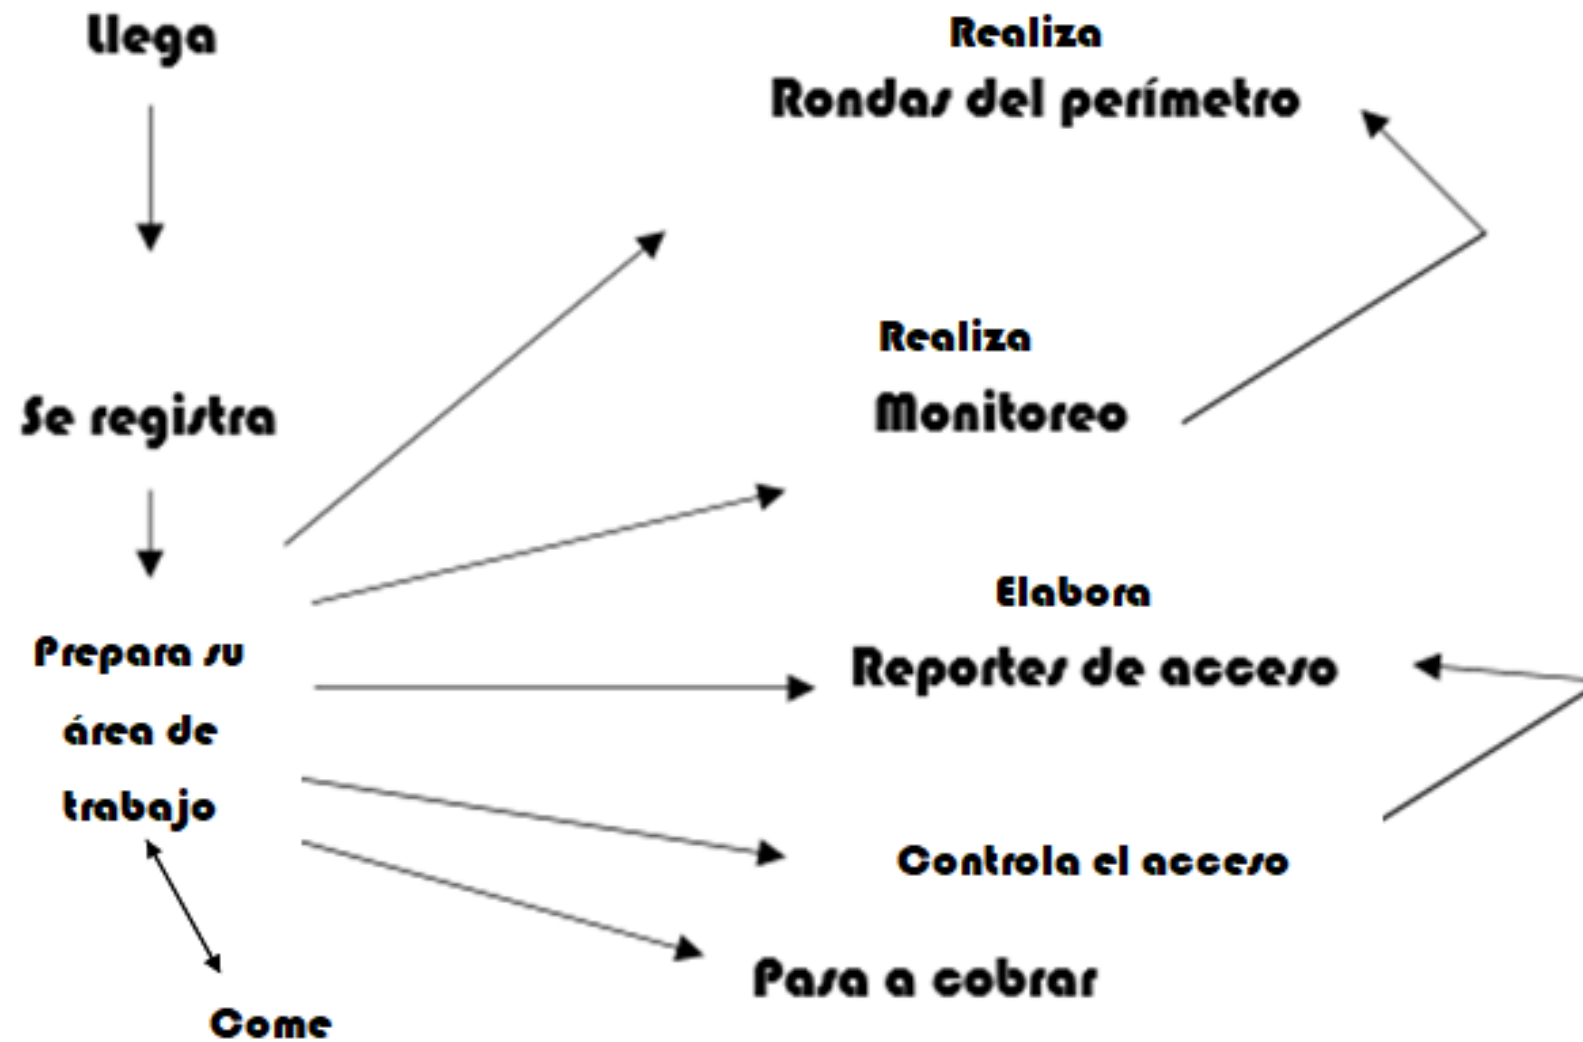 Llega
Se registra
Prepara su
área de
trabajo
Come
Realiza
Rondas del perímetro
Realiza
Monitoreo
Elabora
Reportes de acceso
Controla el acceso
Pasa a cobrar